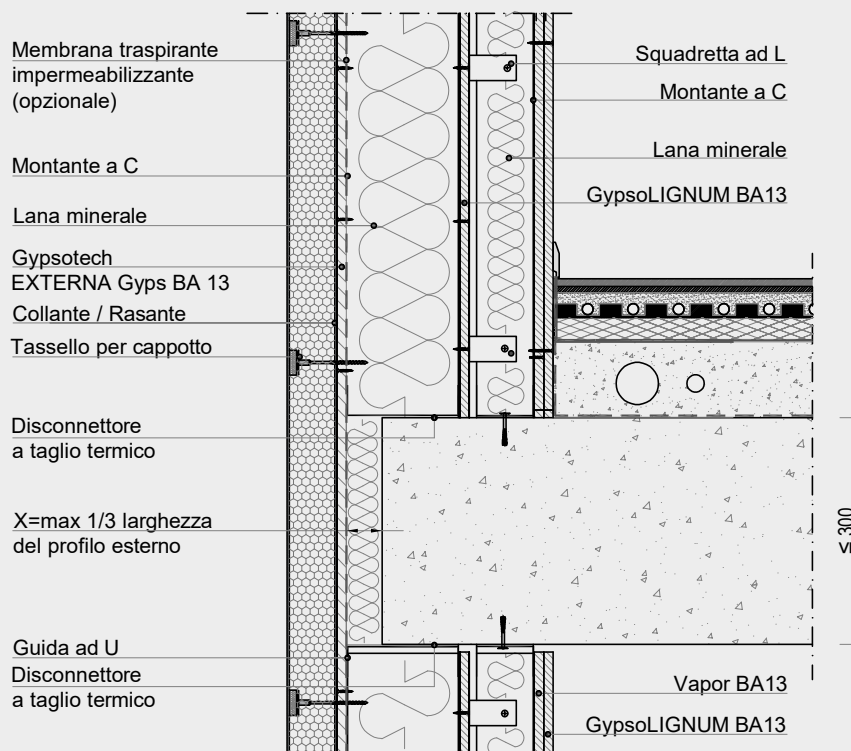 Membrana traspirante
impermeabilizzante
(opzionale)
Montante a C
Lana minerale
Gypsotech
EXTERNA Gyps BA 13
Collante / Rasante
Tassello per cappotto
Disconnettore
a taglio termico
X=max 1/3 larghezza
del profilo esterno
Guida ad U
Disconnettore
a taglio termico
Squadretta ad L
Montante a C
Lana minerale
GypsoLIGNUM BA13
≤300
Vapor BA13
GypsoLIGNUM BA13